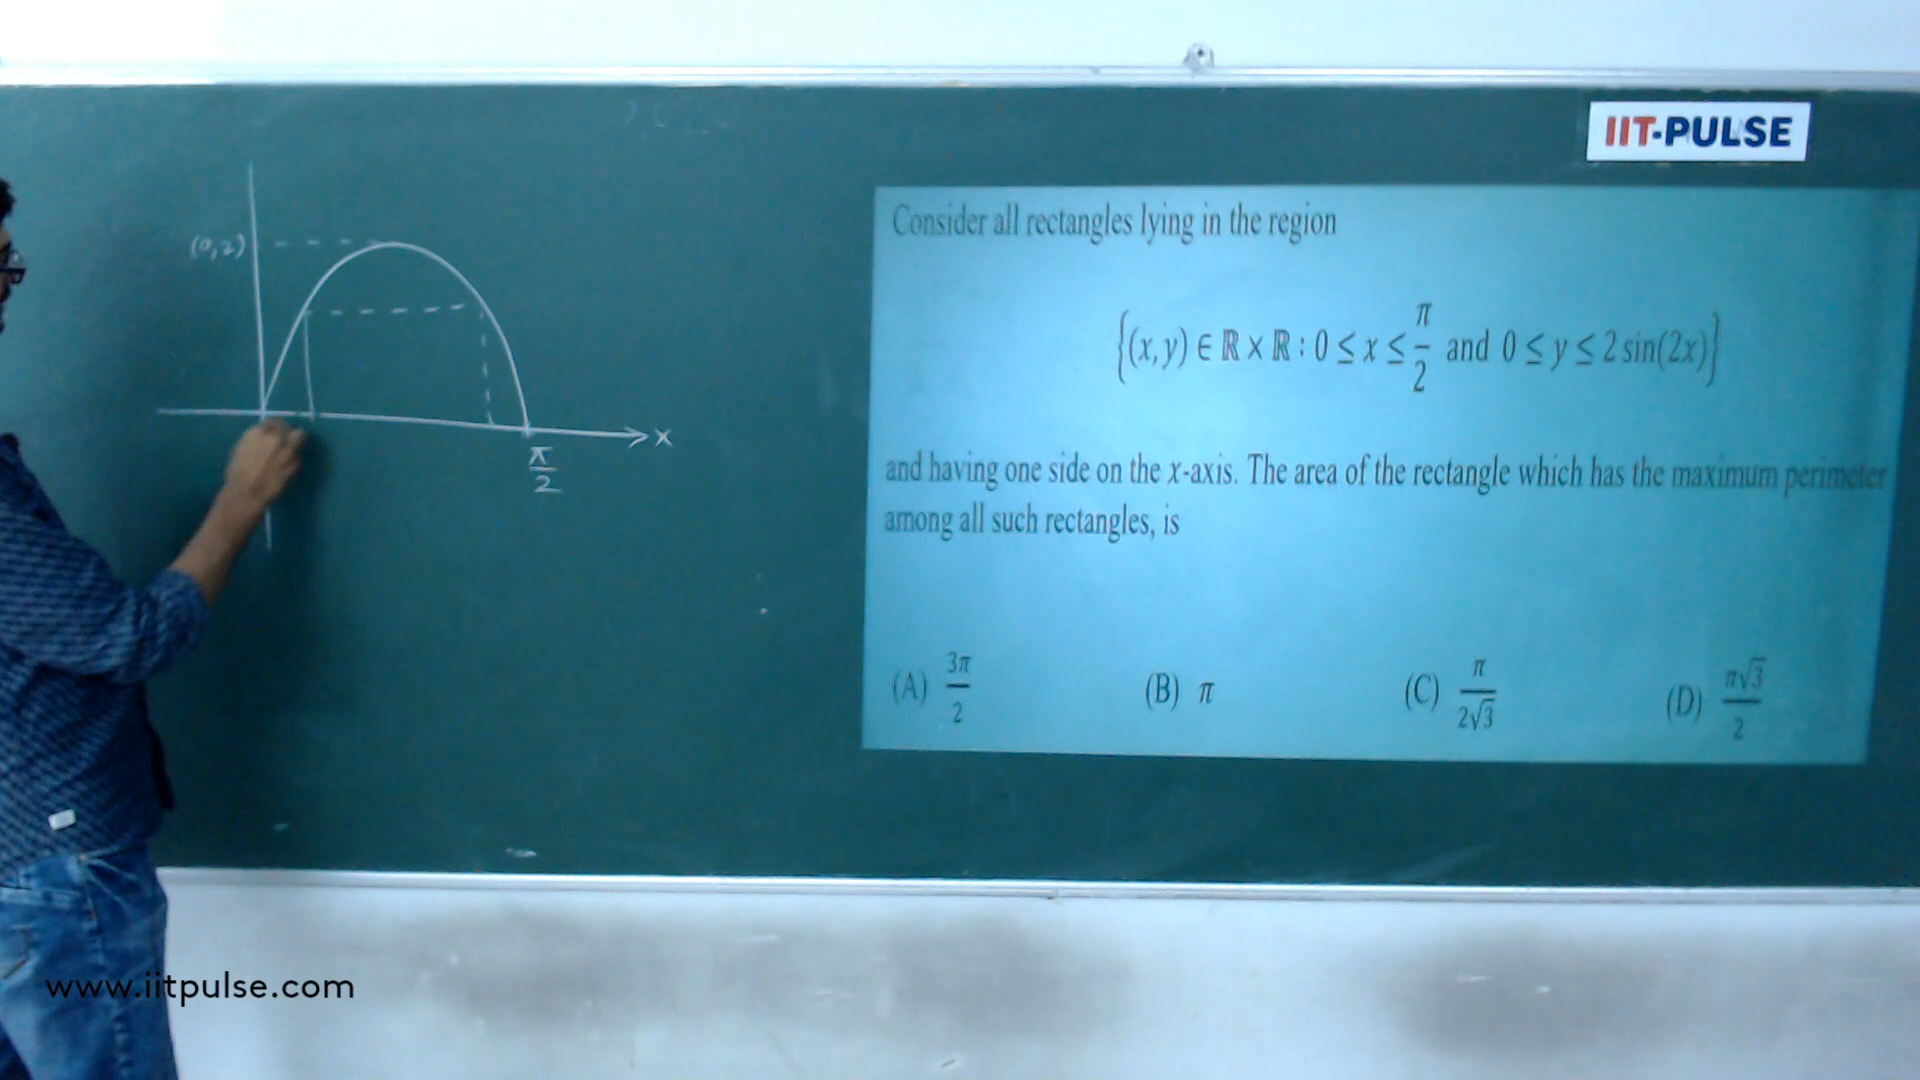 IIT-PULSE
(0,2)
x
π/2
Consider all rectangles lying in the region
{(x,y) ∈ ℝ × ℝ : 0 ≤ x ≤ π/2 and 0 ≤ y ≤ 2 sin(2x)}
and having one side on the x-axis. The area of the rectangle which has the maximum perimeter
among all such rectangles, is
(A) 3π/2 (B) π (C) π/2√3 (D) π√3/2
www.iitpulse.com